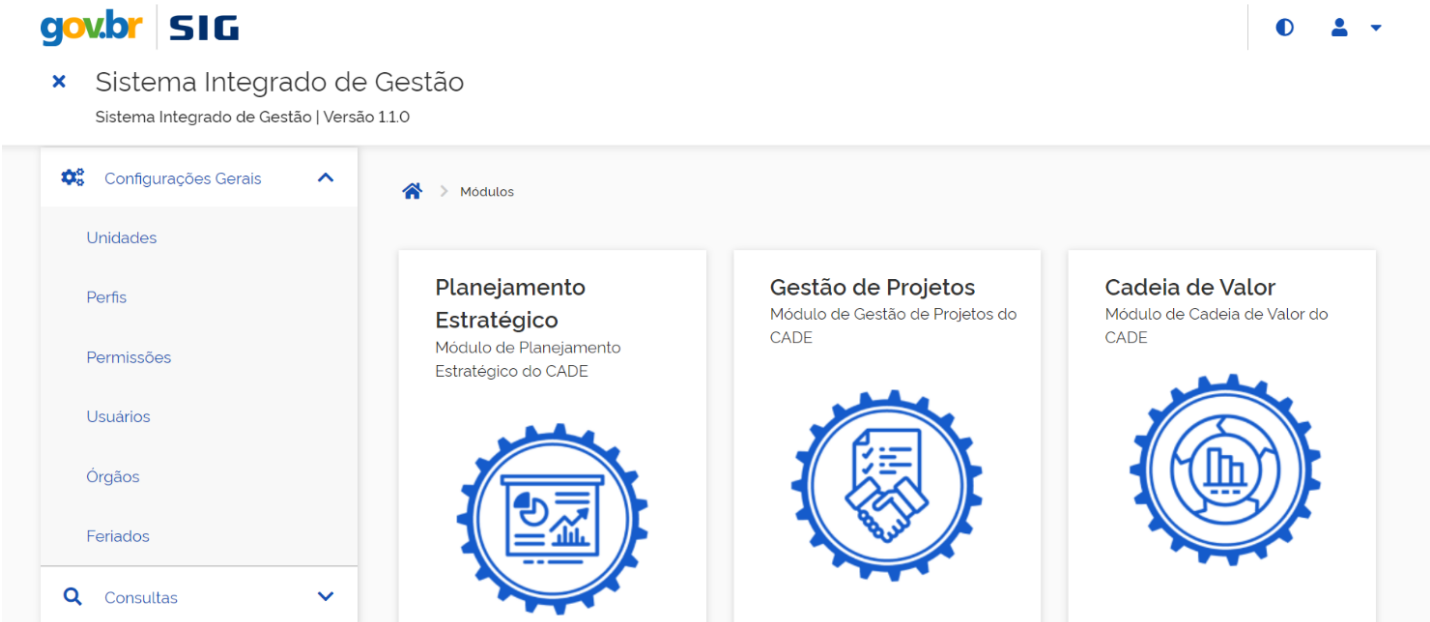 gov.br SIG
Sistema Integrado de Gestão
Sistema Integrado de Gestão | Versão 1.1.0
Configurações Gerais
Unidades
Perfis
Permissões
Usuários
Órgãos
Feriados
Consultas
Módulos
Planejamento
Estratégico
Módulo de Planejamento
Estratégico do CADE
Gestão de Projetos
Módulo de Gestão de Projetos do
CADE
Cadeia de Valor
Módulo de Cadeia de Valor do
CADE